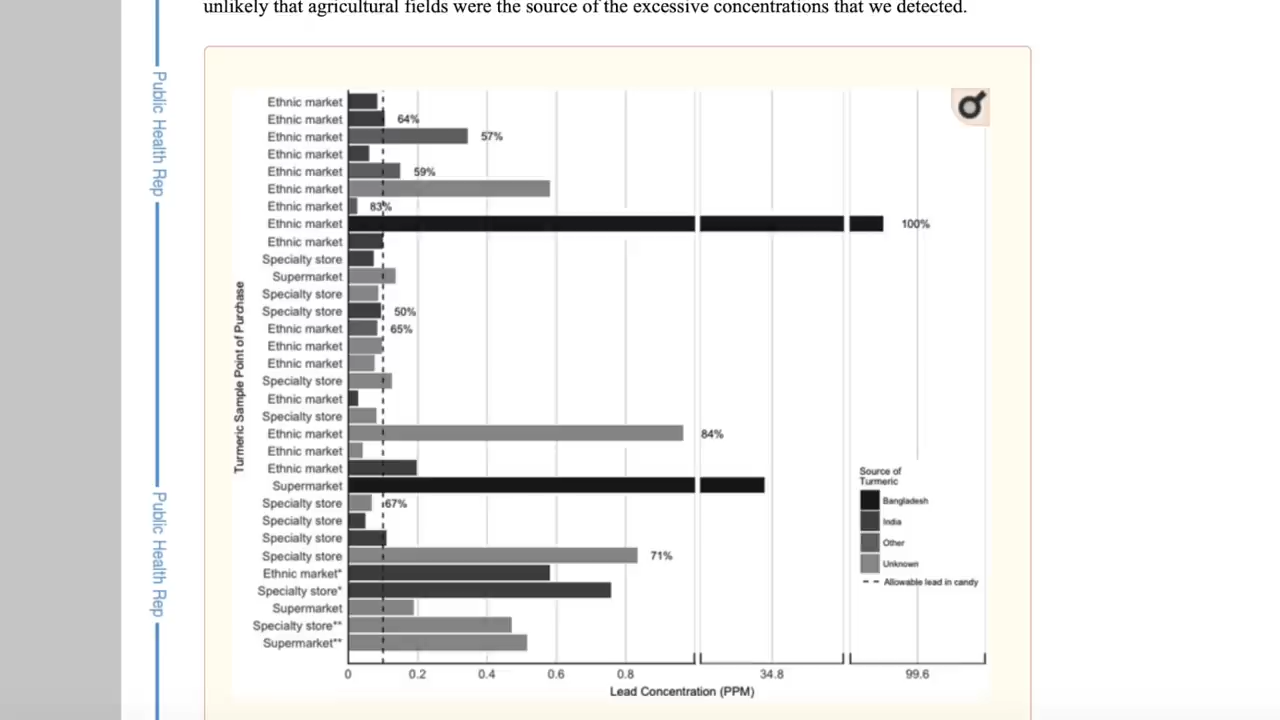 unlikely that agricultural fields were the source of the excessive concentrations that we detected.
Public Health Rep
Public Health Rep
Turmeric Sample Point of Purchase
Ethnic market
Ethnic market 64%
Ethnic market 57%
Ethnic market
Ethnic market 59%
Ethnic market
Ethnic market 83%
Ethnic market 100%
Ethnic market
Specialty store
Supermarket
Specialty store
Specialty store 50%
Ethnic market 65%
Ethnic market
Ethnic market
Specialty store
Ethnic market
Specialty store
Ethnic market 84%
Ethnic market
Ethnic market
Supermarket
Specialty store 67%
Specialty store
Specialty store
Specialty store 71%
Ethnic market*
Specialty store*
Supermarket
Specialty store**
Supermarket**
0 0.2 0.4 0.6 0.8 34.8 99.6
Lead Concentration (PPM)
Source of
Turmeric
Bangladesh
India
Other
Unknown
Allowable lead in candy